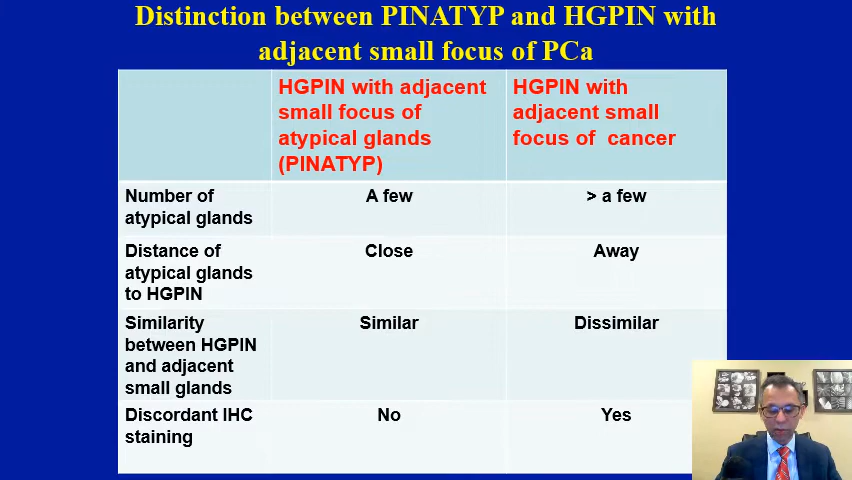 Distinction between PINATYP and HGPIN with
adjacent small focus of PCa
HGPIN with adjacent
small focus of
atypical glands
(PINATYP)
HGPIN with
adjacent small
focus of cancer
Number of
atypical glands
A few
> a few
Distance of
atypical glands
to HGPIN
Close
Away
Similarity
between HGPIN
and adjacent
small glands
Similar
Dissimilar
Discordant IHC
staining
No
Yes